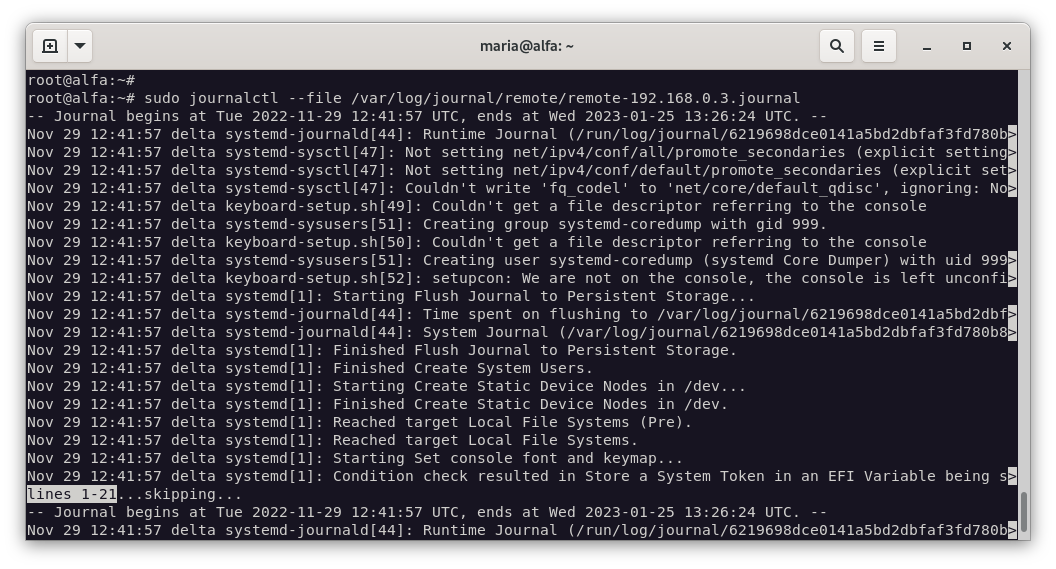 maria@alfa: ~
root@alfa:~#
root@alfa:~# sudo journalctl --file /var/log/journal/remote/remote-192.168.0.3.journal
-- Journal begins at Tue 2022-11-29 12:41:57 UTC, ends at Wed 2023-01-25 13:26:24 UTC. --
Nov 29 12:41:57 delta systemd-journald[44]: Runtime Journal (/run/log/journal/6219698dce0141a5bd2dbfaf3fd780b>
Nov 29 12:41:57 delta systemd-sysctl[47]: Not setting net/ipv4/conf/all/promote_secondaries (explicit setting>
Nov 29 12:41:57 delta systemd-sysctl[47]: Not setting net/ipv4/conf/default/promote_secondaries (explicit set>
Nov 29 12:41:57 delta systemd-sysctl[47]: Couldn't write 'fq_codel' to 'net/core/default_qdisc', ignoring: No>
Nov 29 12:41:57 delta keyboard-setup.sh[49]: Couldn't get a file descriptor referring to the console
Nov 29 12:41:57 delta systemd-sysusers[51]: Creating group systemd-coredump with gid 999.
Nov 29 12:41:57 delta keyboard-setup.sh[50]: Couldn't get a file descriptor referring to the console
Nov 29 12:41:57 delta systemd-sysusers[51]: Creating user systemd-coredump (systemd Core Dumper) with uid 999>
Nov 29 12:41:57 delta keyboard-setup.sh[52]: setupcon: We are not on the console, the console is left unconfi>
Nov 29 12:41:57 delta systemd[1]: Starting Flush Journal to Persistent Storage...
Nov 29 12:41:57 delta systemd-journald[44]: Time spent on flushing to /var/log/journal/6219698dce0141a5bd2dbf>
Nov 29 12:41:57 delta systemd-journald[44]: System Journal (/var/log/journal/6219698dce0141a5bd2dbfaf3fd780b8>
Nov 29 12:41:57 delta systemd[1]: Finished Flush Journal to Persistent Storage.
Nov 29 12:41:57 delta systemd[1]: Finished Create System Users.
Nov 29 12:41:57 delta systemd[1]: Starting Create Static Device Nodes in /dev...
Nov 29 12:41:57 delta systemd[1]: Finished Create Static Device Nodes in /dev.
Nov 29 12:41:57 delta systemd[1]: Reached target Local File Systems (Pre).
Nov 29 12:41:57 delta systemd[1]: Reached target Local File Systems.
Nov 29 12:41:57 delta systemd[1]: Starting Set console font and keymap...
Nov 29 12:41:57 delta systemd[1]: Condition check resulted in Store a System Token in an EFI Variable being s>
lines 1-21...skipping...
-- Journal begins at Tue 2022-11-29 12:41:57 UTC, ends at Wed 2023-01-25 13:26:24 UTC. --
Nov 29 12:41:57 delta systemd-journald[44]: Runtime Journal (/run/log/journal/6219698dce0141a5bd2dbfaf3fd780b>